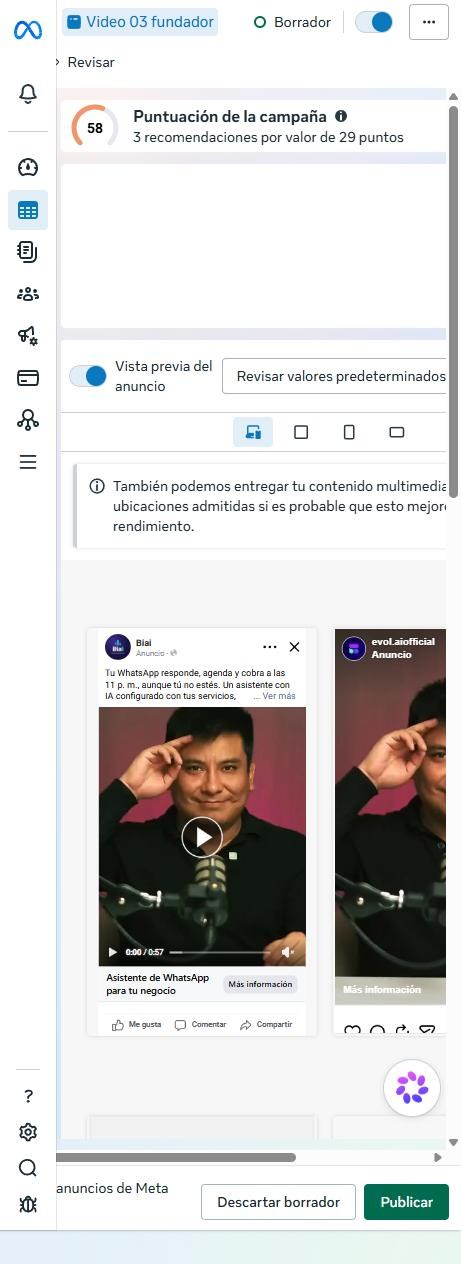 Video 03 fundador
Borrador
Revisar
58
Puntuación de la campaña
3 recomendaciones por valor de 29 puntos
Vista previa del
anuncio
Revisar valores predeterminados
También podemos entregar tu contenido multimedia
ubicaciones admitidas si es probable que esto mejor
rendimiento.
Biai
Anuncio ·
Tu WhatsApp responde, agenda y cobra a las
11 p. m., aunque tú no estés. Un asistente con
IA configurado con tus servicios, ... Ver más
0:00 / 0:57
Asistente de WhatsApp
para tu negocio
Más información
Me gusta
Comentar
Compartir
evol.aiofficial
Anuncio
Más información
anuncios de Meta
Descartar borrador
Publicar